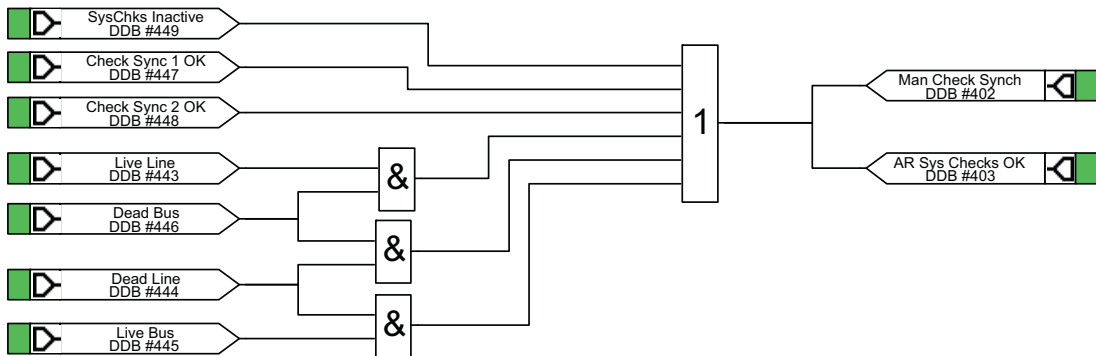 SysChks Inactive
DDB #449
Check Sync 1 OK
DDB #447
Check Sync 2 OK
DDB #448
Live Line
DDB #443
Dead Bus
DDB #446
Dead Line
DDB #444
Live Bus
DDB #445
&
&
&
1
Man Check Synch
DDB #402
AR Sys Checks OK
DDB #403